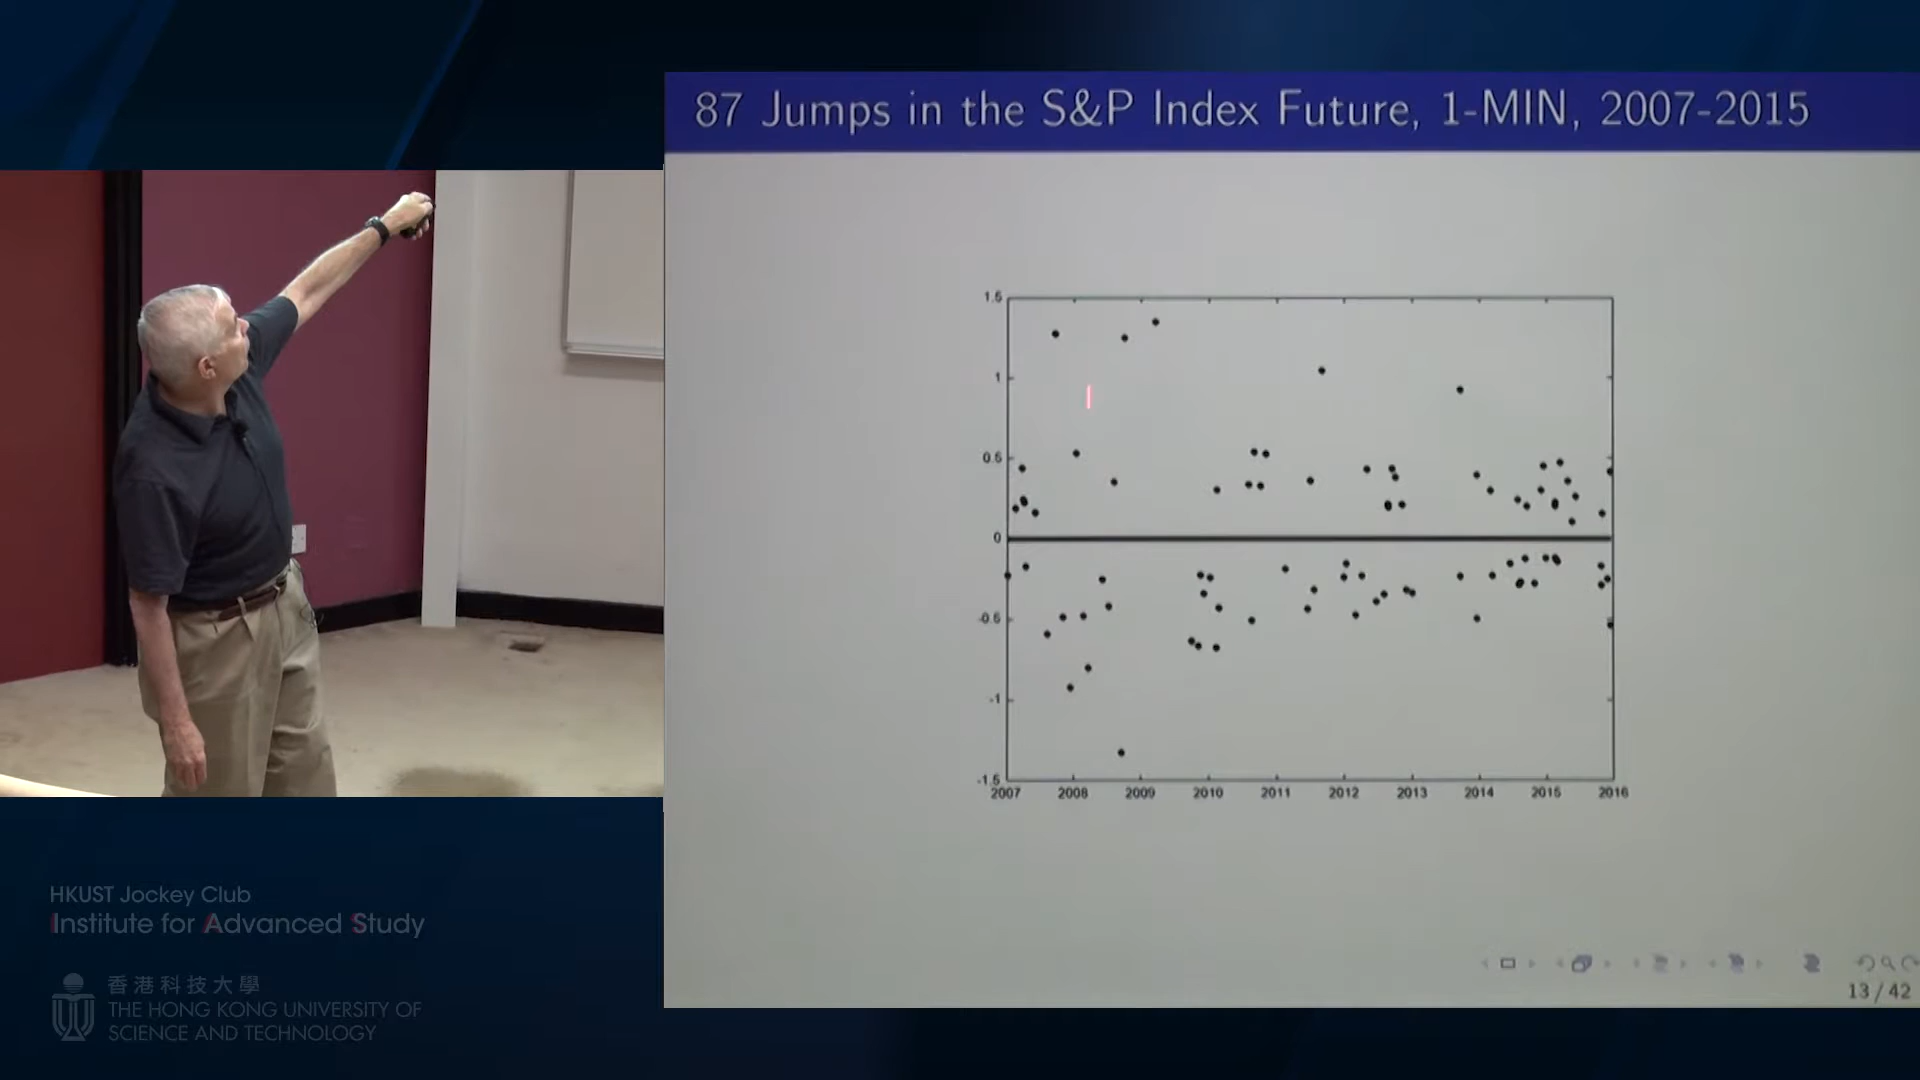 87 Jumps in the S&P Index Future, 1-MIN, 2007-2015
1.5
1
0.5
0
-0.5
-1
-1.5
2007 2008 2009 2010 2011 2012 2013 2014 2015 2016
13 / 42
HKUST Jockey Club
Institute for Advanced Study
香港科技大學
THE HONG KONG UNIVERSITY OF
SCIENCE AND TECHNOLOGY